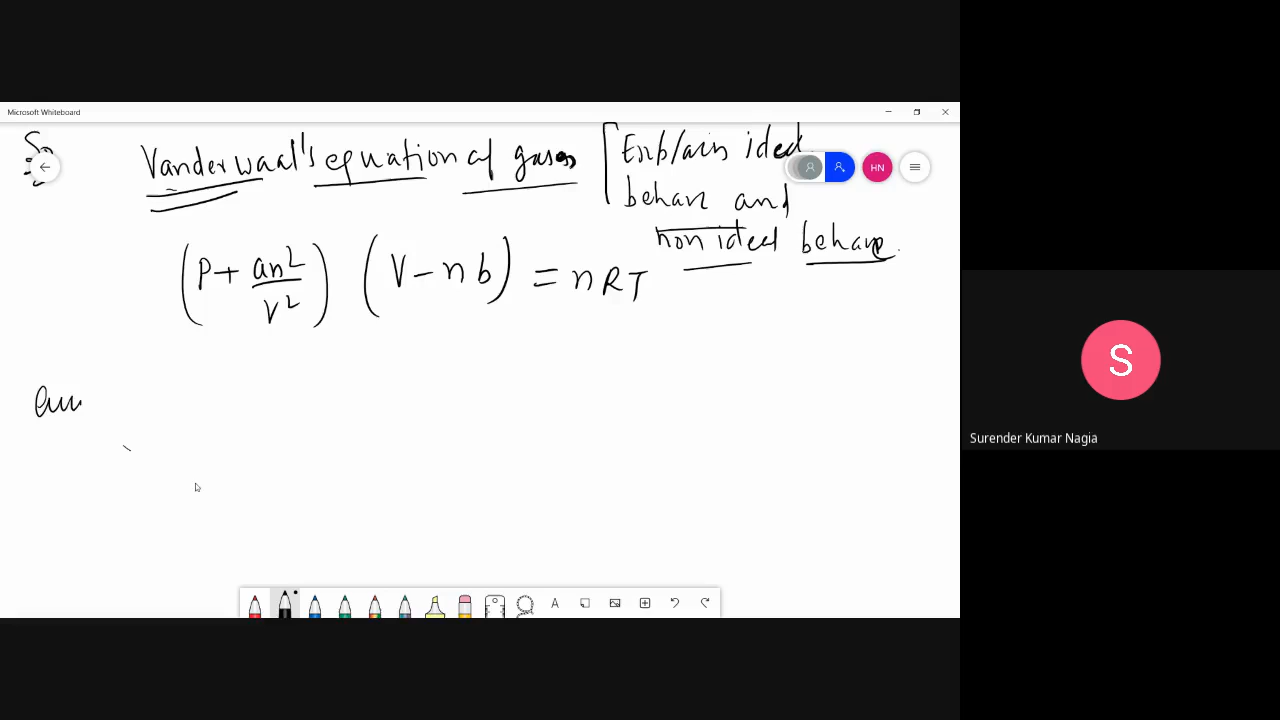 Microsoft Whiteboard
Vanderwaal's equation of gases
[Explain ideal
behave and
non ideal behave.
HN
(P + an²/V²) (V - nb) = nRT
S
Surender Kumar Nagia
A